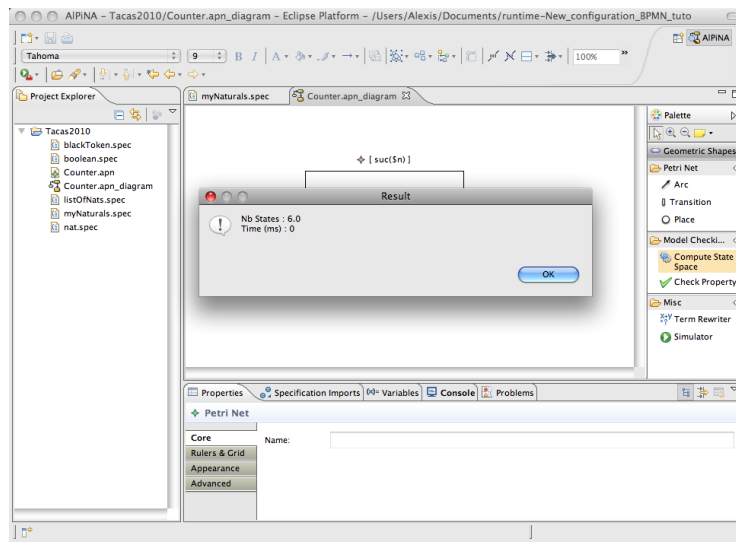 AlPiNA - Tacas2010/Counter.apn_diagram - Eclipse Platform - /Users/Alexis/Documents/runtime-New_configuration_BPMN_tuto
AlPiNA
Tahoma 9 B I A 100% »
Project Explorer
Tacas2010
blackToken.spec
boolean.spec
Counter.apn
Counter.apn_diagram
listOfNats.spec
myNaturals.spec
nat.spec
myNaturals.spec Counter.apn_diagram
[ suc($n) ]
Result
Nb States : 6.0
Time (ms) : 0
OK
Palette
Geometric Shapes
Petri Net
Arc
Transition
Place
Model Checki...
Compute State
Space
Check Property
Misc
Term Rewriter
Simulator
Properties Specification Imports Variables Console Problems
Petri Net
Core
Rulers & Grid
Appearance
Advanced
Name: